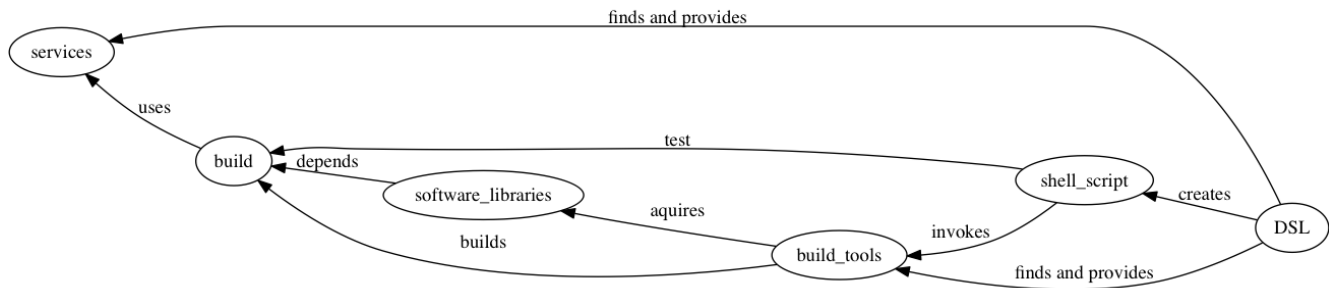 finds and provides
services
uses
test
build
depends
shell_script
software_libraries
creates
aquires
DSL
invokes
builds
build_tools
finds and provides